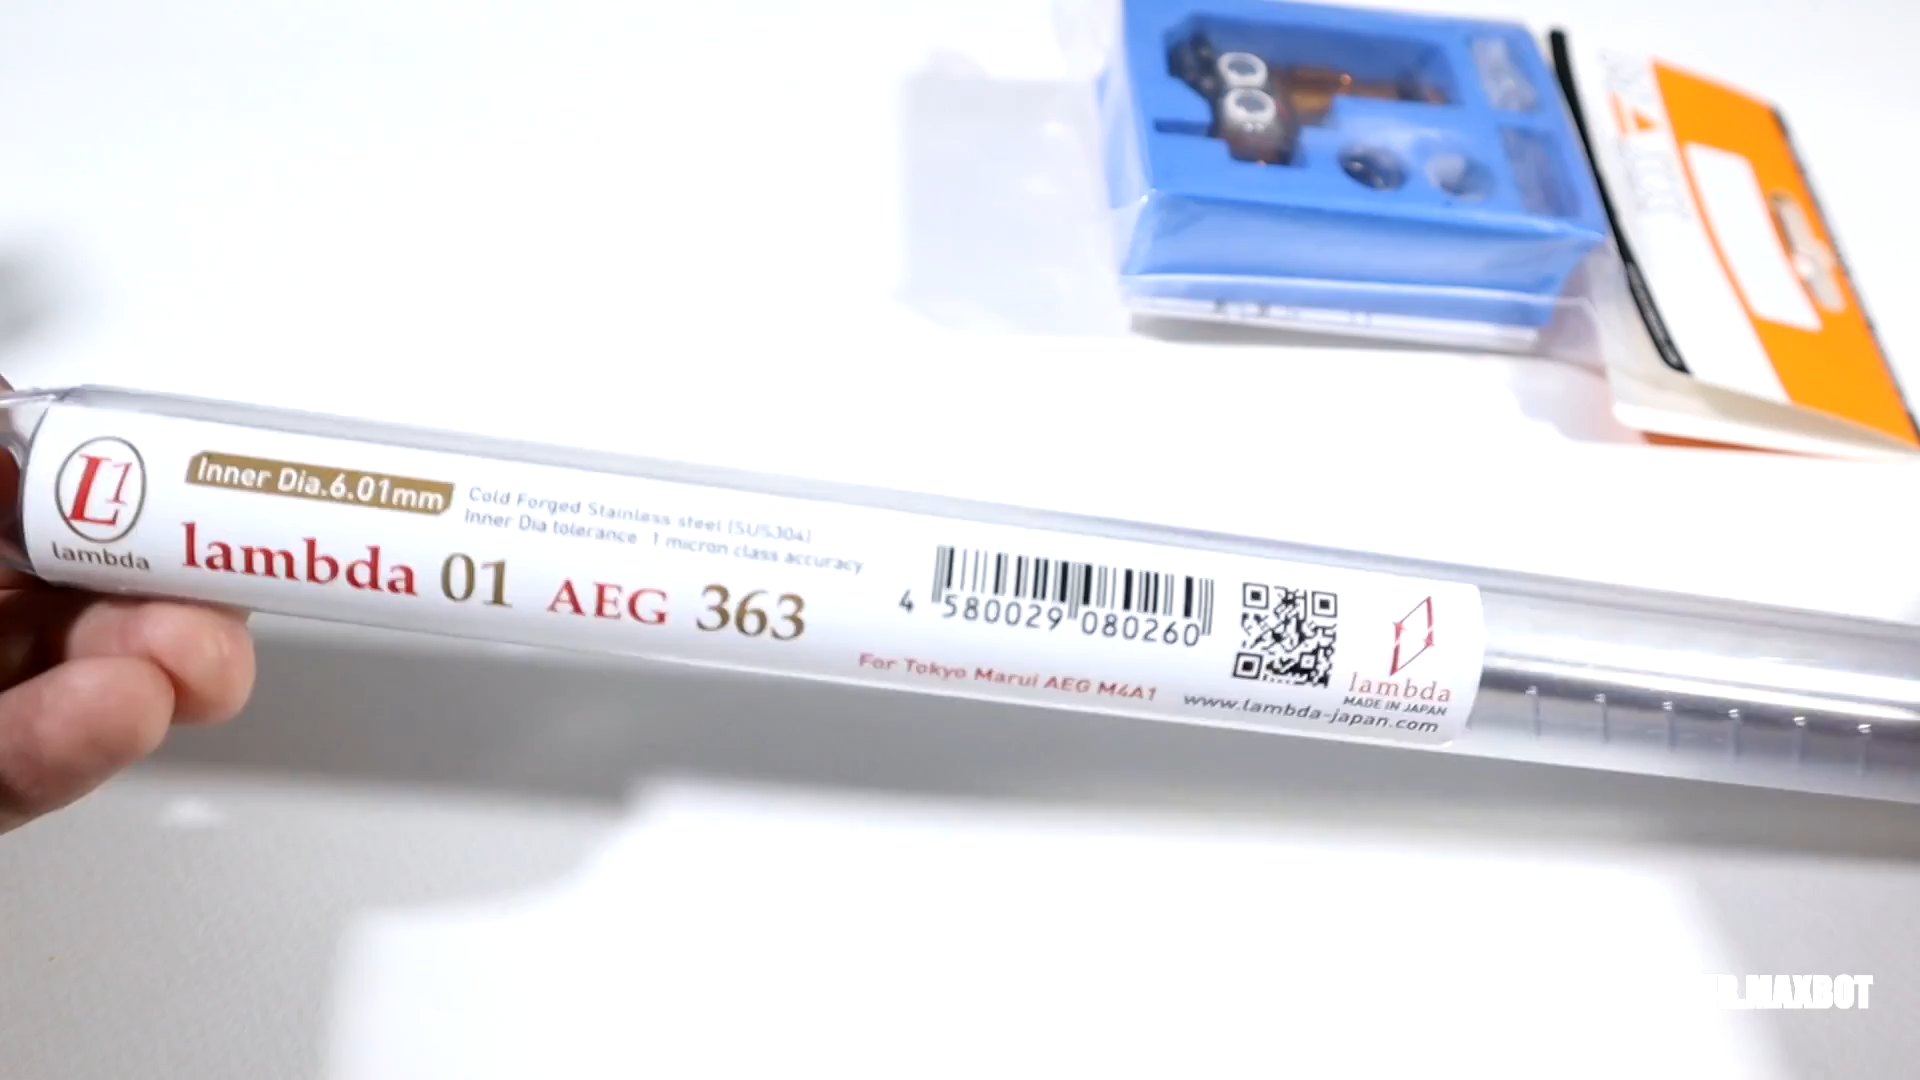 L1
lambda
Inner Dia.6.01mm
Cold Forged Stainless steel (SUS304)
Inner Dia tolerance 1 micron class accuracy
lambda 01 AEG 363
4 580029 080260
For Tokyo Marui AEG M4A1
www.lambda-japan.com
lambda
MADE IN JAPAN
R.MAXBOT